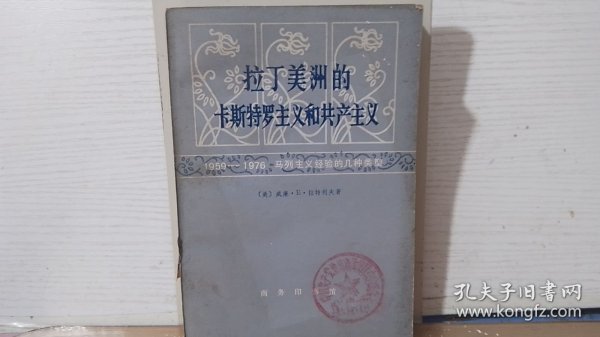 拉丁美洲的
卡斯特罗主义和共产主义
1959—1976 马列主义经验的几种类型
〔美〕威廉·E·拉特利夫著
商务印书馆
孔夫子旧书网
www.kongfz.com